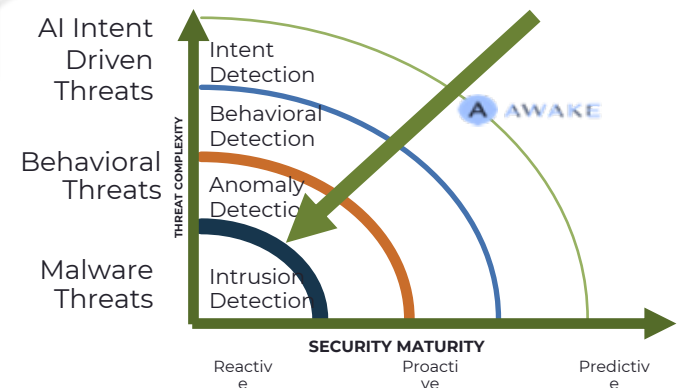 AI Intent
Driven
Threats
Behavioral
Threats
Malware
Threats
THREAT COMPLEXITY
Intent
Detection
Behavioral
Detection
Anomaly
Detection
Intrusion
Detection
A AWAKE
SECURITY MATURITY
Reactiv
e
Proacti
ve
Predictiv
e